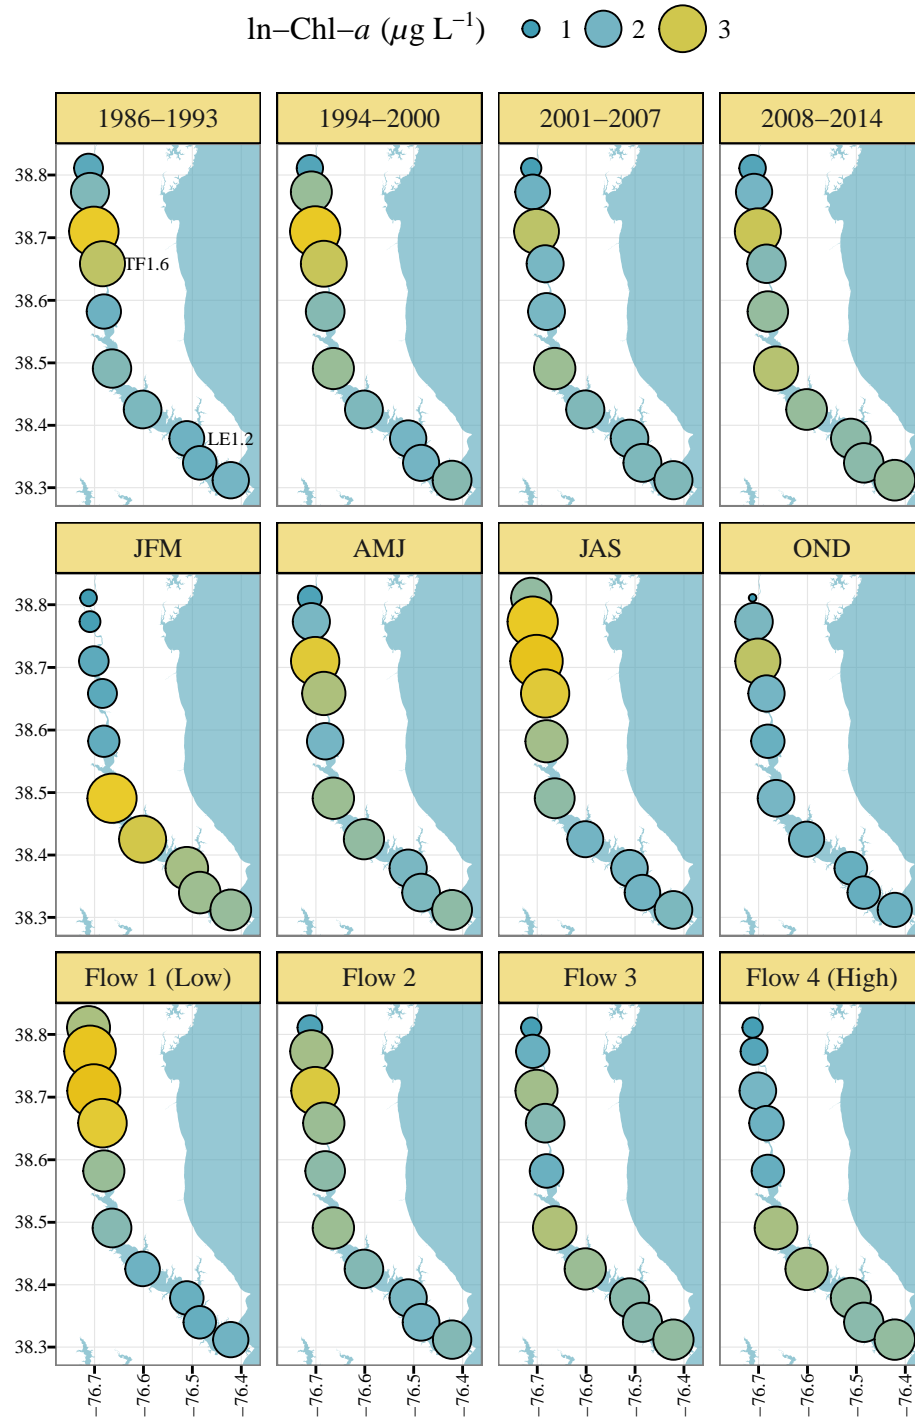 ln−Chl−a (µg L−1) 1 2 3
1986−1993 1994−2000 2001−2007 2008−2014
38.8
38.7
TF1.6
38.6
38.5
38.4
LE1.2
38.3
JFM AMJ JAS OND
38.8
38.7
38.6
38.5
38.4
38.3
Flow 1 (Low) Flow 2 Flow 3 Flow 4 (High)
38.8
38.7
38.6
38.5
38.4
38.3
−76.7 −76.6 −76.5 −76.4 −76.7 −76.6 −76.5 −76.4 −76.7 −76.6 −76.5 −76.4 −76.7 −76.6 −76.5 −76.4